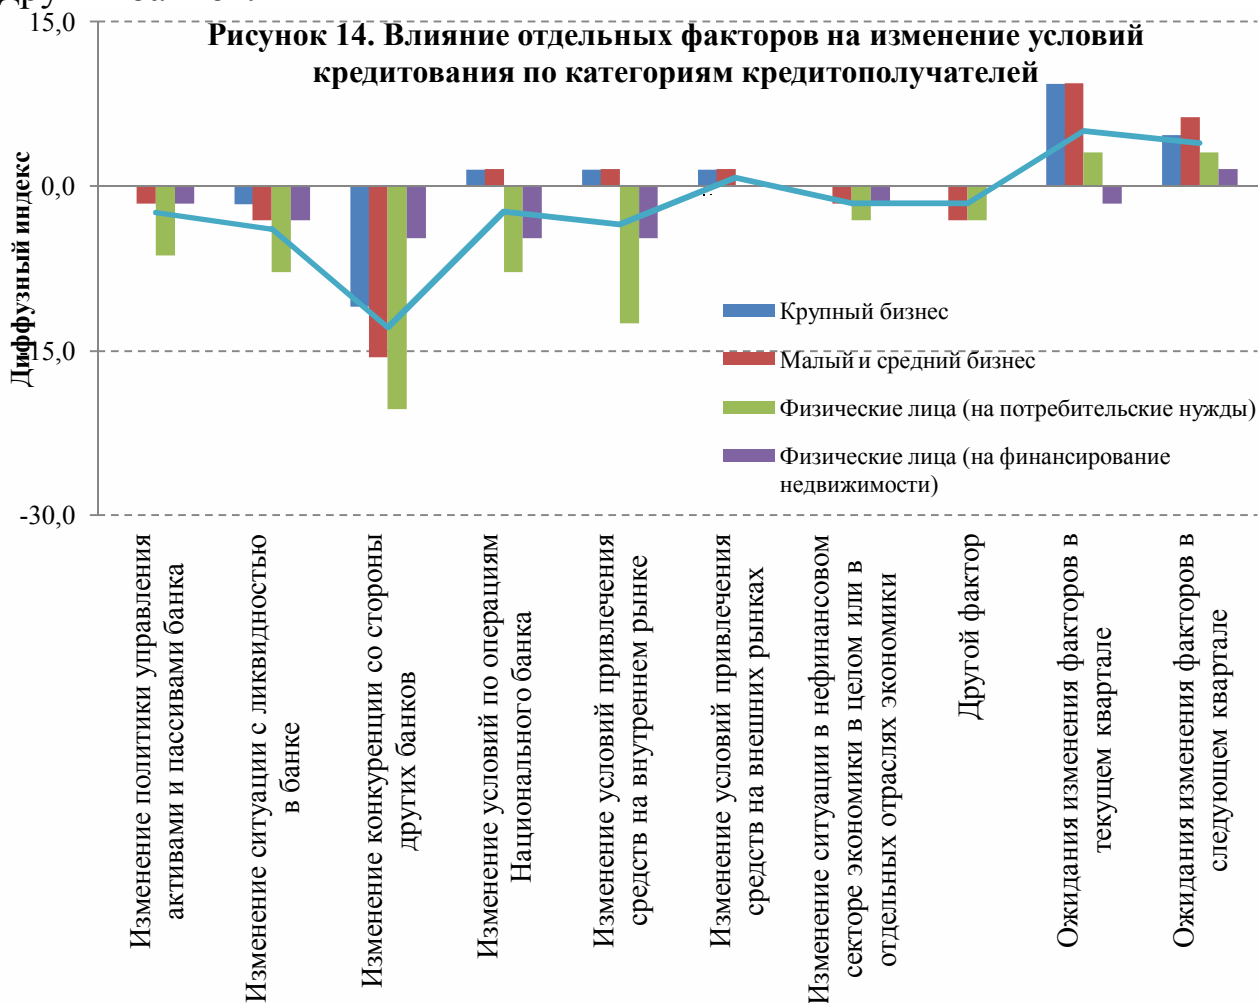 15,0
Рисунок 14. Влияние отдельных факторов на изменение условий
кредитования по категориям кредитополучателей
Диффузный индекс
0,0
-15,0
-30,0
Крупный бизнес
Малый и средний бизнес
Физические лица (на потребительские нужды)
Физические лица (на финансирование
недвижимости)
Изменение политики управления
активами и пассивами банка
Изменение ситуации с ликвидностью
в банке
Изменение конкуренции со стороны
других банков
Изменение условий по операциям
Национального банка
Изменение условий привлечения
средств на внутреннем рынке
Изменение условий привлечения
средств на внешних рынках
Изменение ситуации в нефинансовом
секторе экономики в целом или в
отдельных отраслях экономики
Другой фактор
Ожидания изменения факторов в
текущем квартале
Ожидания изменения факторов в
следующем квартале